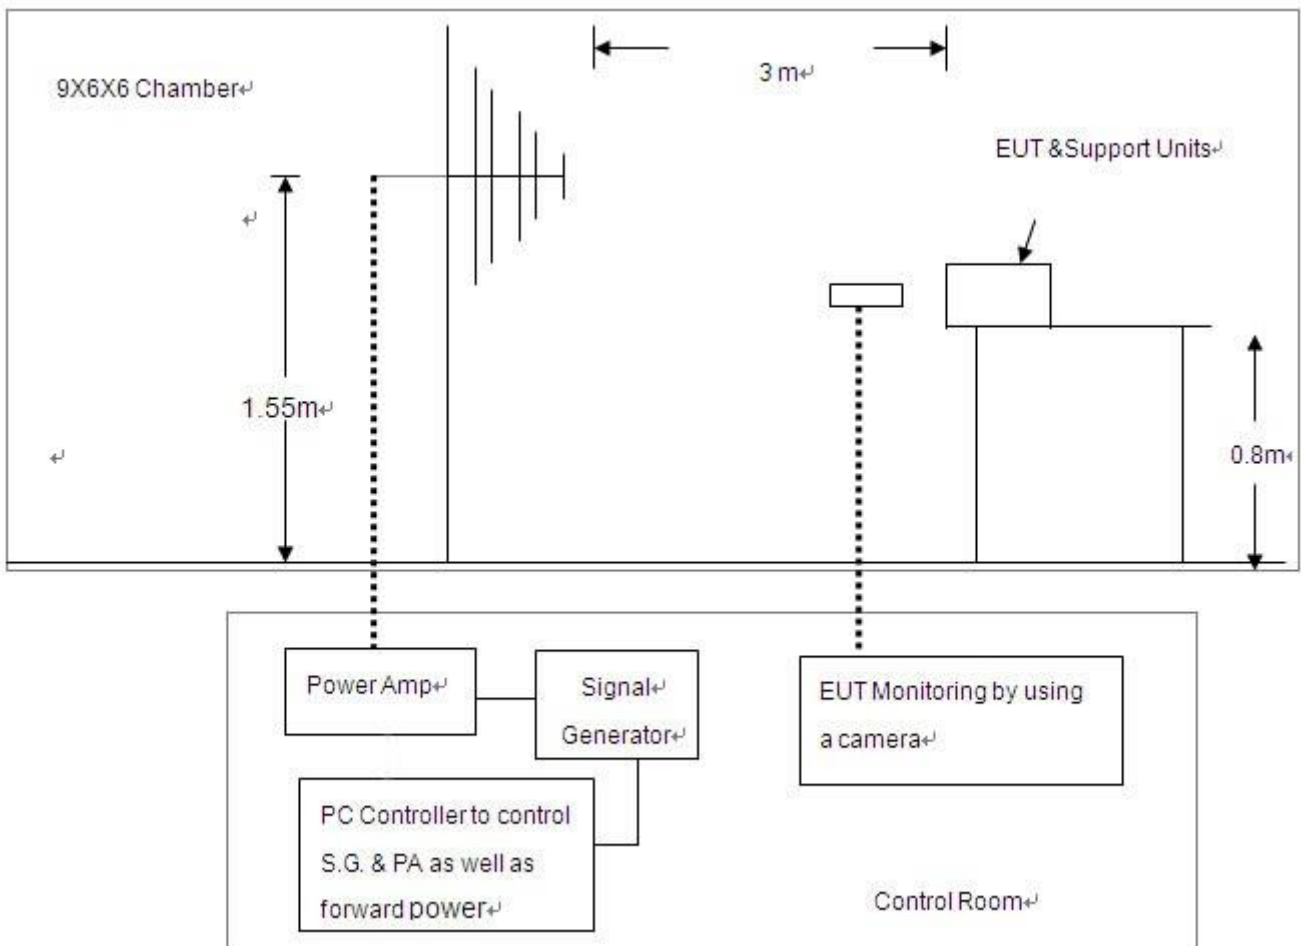 3 m
9X6X6 Chamber
EUT &Support Units
1.55m
0.8m
Power Amp
Signal
Generator
EUT Monitoring by using
a camera
PC Controller to control
S.G. & PA as well as
forward power
Control Room